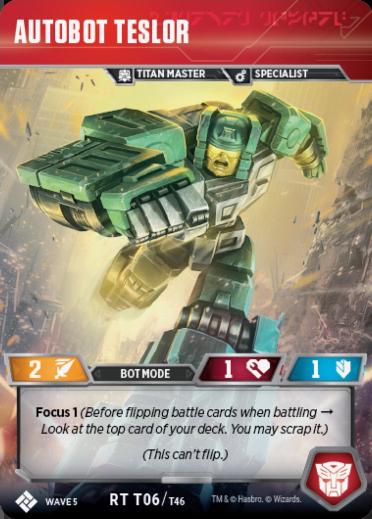 AUTOBOT TESLOR
TITAN MASTER SPECIALIST
2 BOT MODE 1 1
Focus 1 (Before flipping battle cards when battling →
Look at the top card of your deck. You may scrap it.)
(This can't flip.)
WAVE 5 RT T06/T46 TM & © Hasbro. © Wizards.